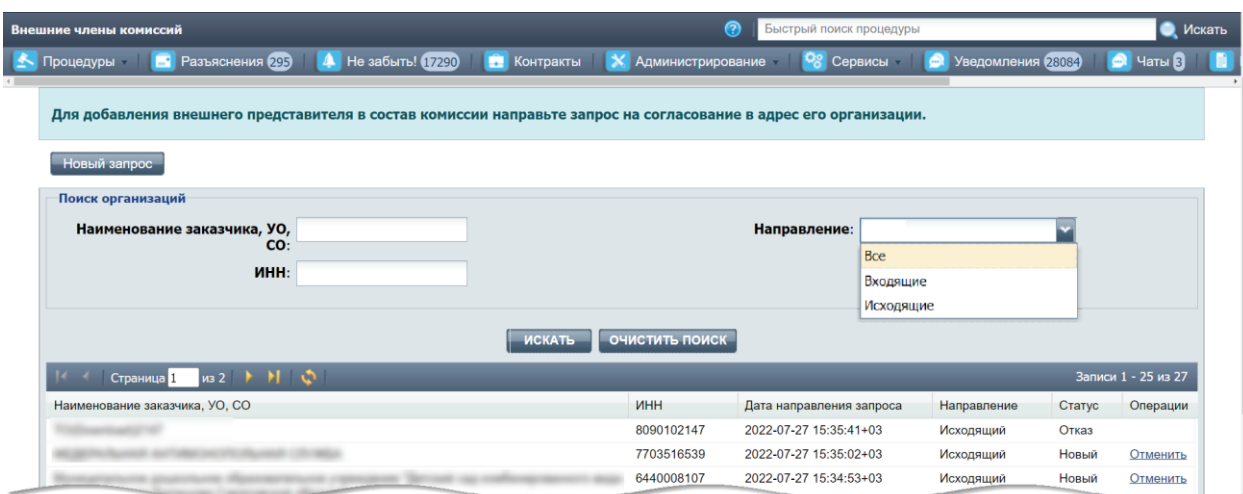 Внешние члены комиссий
Быстрый поиск процедуры Искать
Процедуры Разъяснения 295 Не забыть! 17290 Контракты Администрирование Сервисы Уведомления 28084 Чаты 3
Для добавления внешнего представителя в состав комиссии направьте запрос на согласование в адрес его организации.
Новый запрос
Поиск организаций
Наименование заказчика, УО, СО:
Направление:
Все
Входящие
Исходящие
ИНН:
ИСКАТЬ ОЧИСТИТЬ ПОИСК
Страница 1 из 2 Записи 1 - 25 из 27
Наименование заказчика, УО, СО ИНН Дата направления запроса Направление Статус Операции
8090102147 2022-07-27 15:35:41+03 Исходящий Отказ
7703516539 2022-07-27 15:35:02+03 Исходящий Новый Отменить
6440008107 2022-07-27 15:34:53+03 Исходящий Новый Отменить